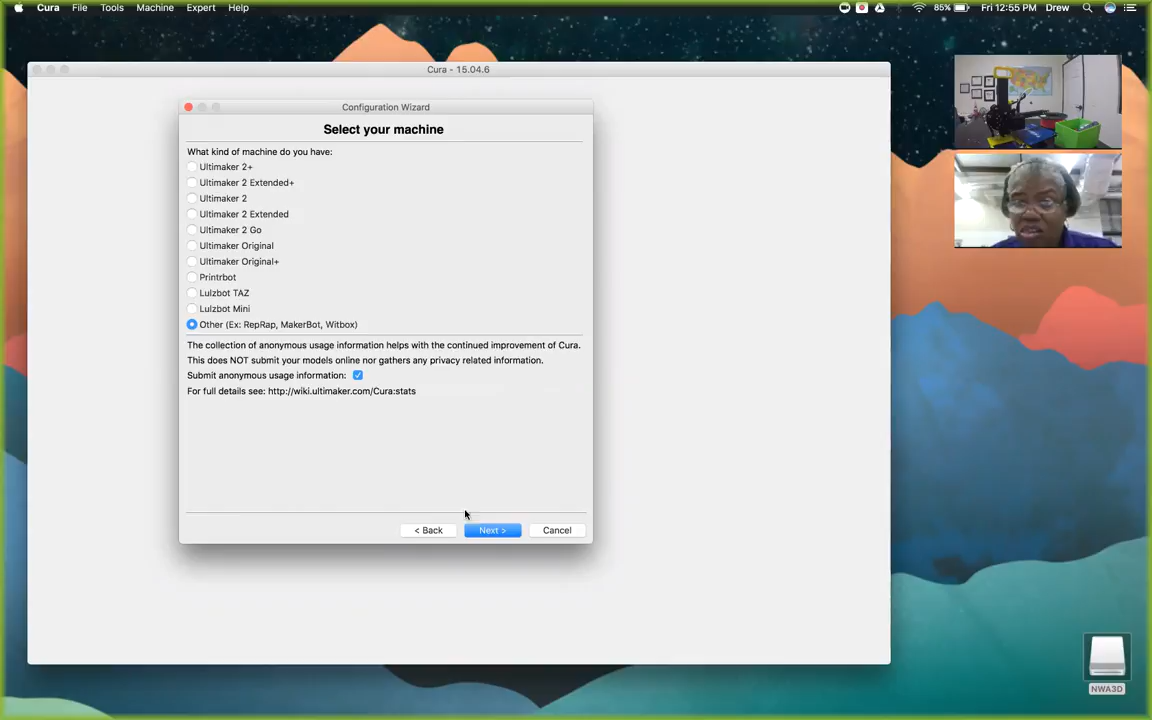 Cura File Tools Machine Expert Help
85% Fri 12:55 PM Drew
Cura - 15.04.6
Configuration Wizard
Select your machine
What kind of machine do you have:
Ultimaker 2+
Ultimaker 2 Extended+
Ultimaker 2
Ultimaker 2 Extended
Ultimaker 2 Go
Ultimaker Original
Ultimaker Original+
Printrbot
Lulzbot TAZ
Lulzbot Mini
Other (Ex: RepRap, MakerBot, Witbox)
The collection of anonymous usage information helps with the continued improvement of Cura.
This does NOT submit your models online nor gathers any privacy related information.
Submit anonymous usage information:
For full details see: http://wiki.ultimaker.com/Cura:stats
< Back Next > Cancel
NWA3D